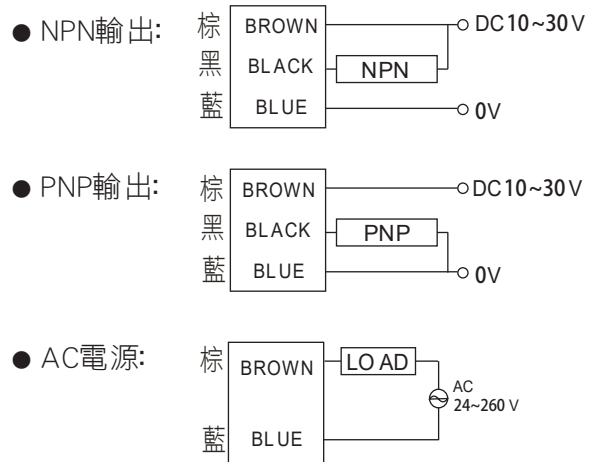 ● NPN輸出: 棕 BROWN DC10~30V
黑 BLACK NPN
藍 BLUE 0V
● PNP輸出: 棕 BROWN DC10~30V
黑 BLACK PNP
藍 BLUE 0V
● AC電源: 棕 BROWN LOAD
AC
24~260 V
藍 BLUE